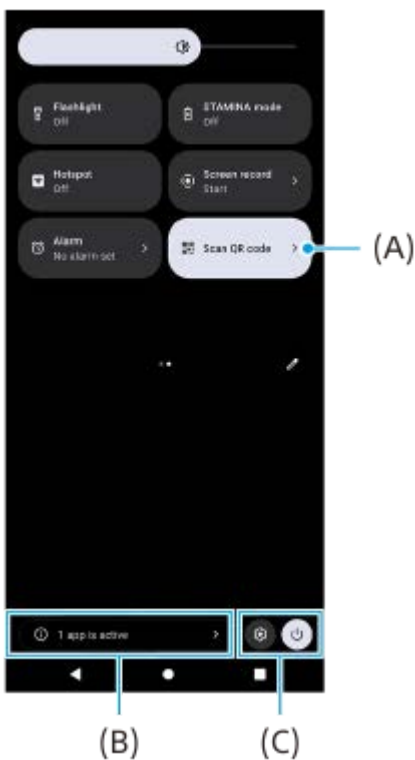 Flashlight
Off
STAMINA mode
Off
Hotspot
Off
Screen record
Start
Alarm
No alarm set
Scan QR code
(A)
1 app is active
(B)
(C)